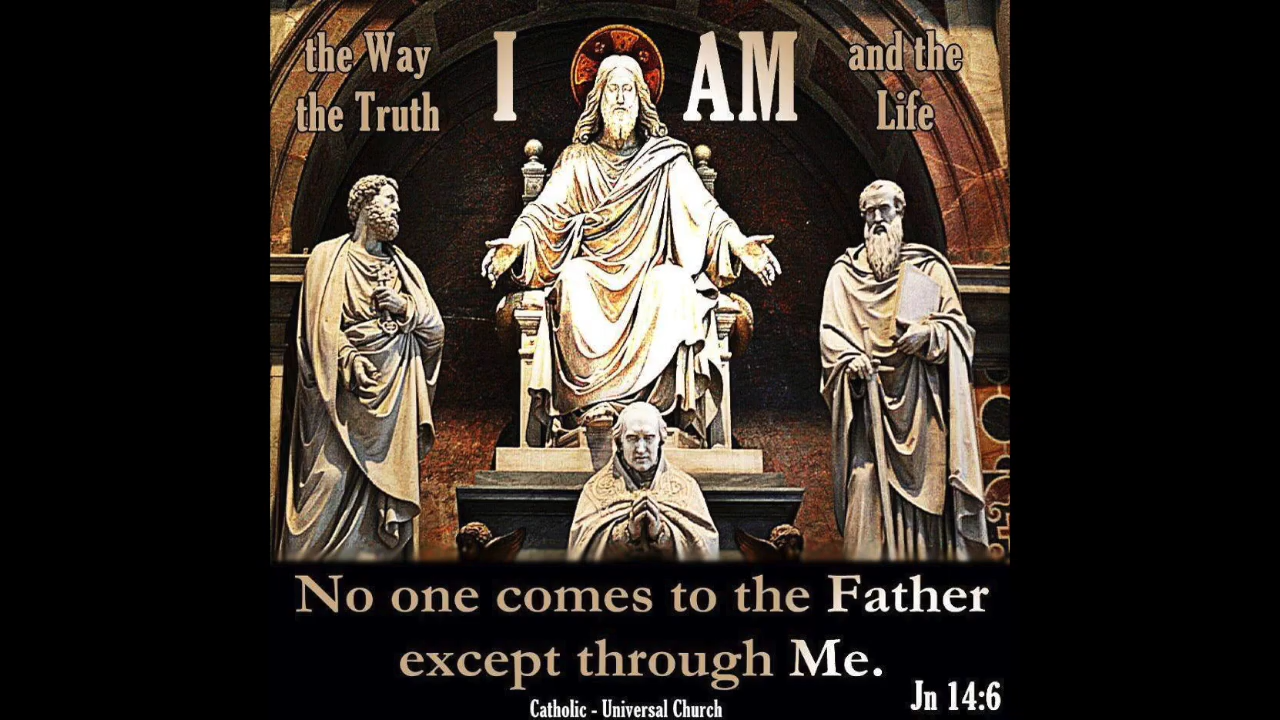 I AM
the Way
the Truth
and the
Life
No one comes to the Father
except through Me.
Jn 14:6
Catholic - Universal Church